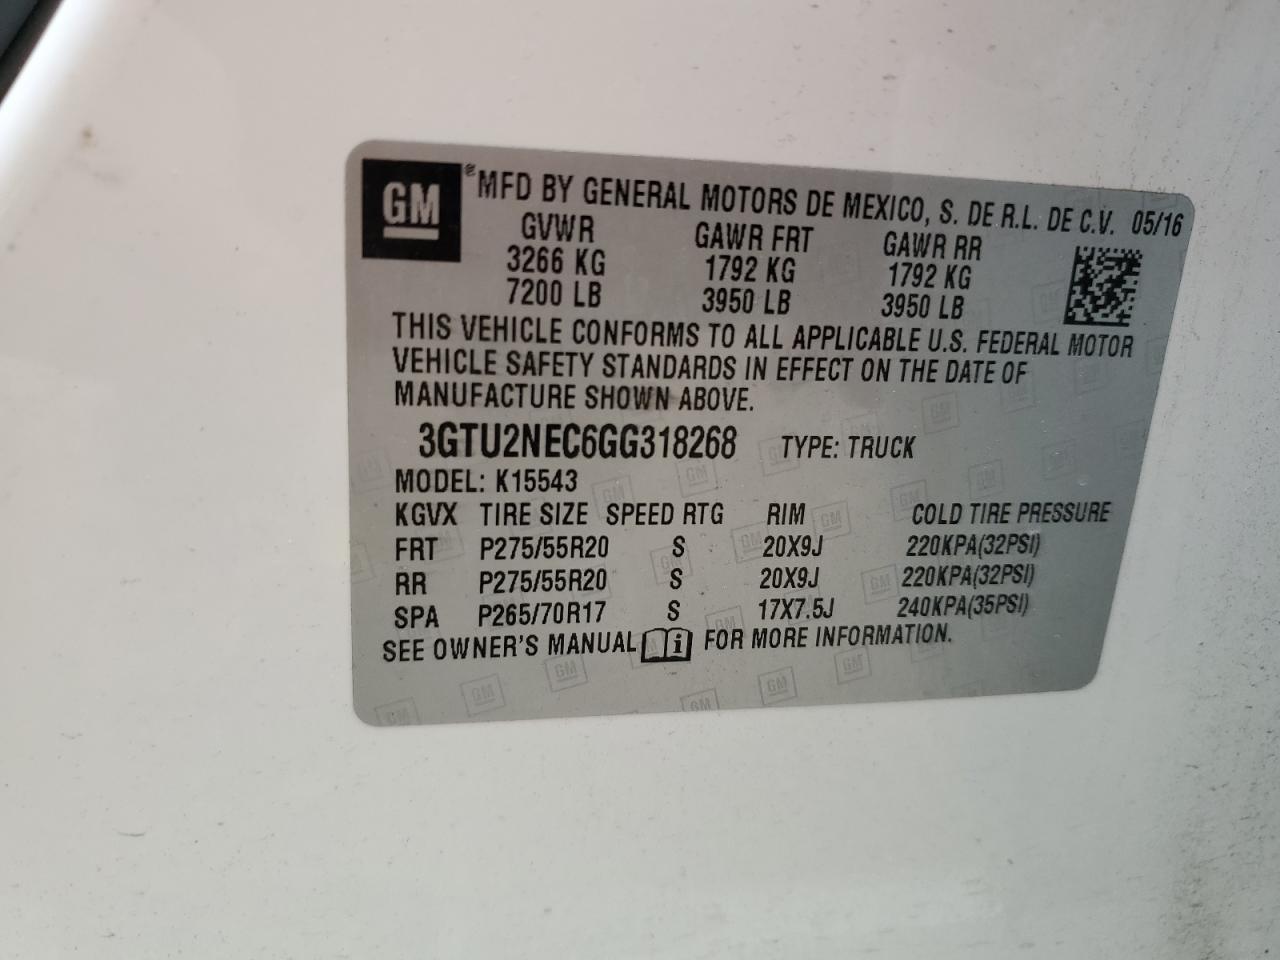 GM ® MFD BY GENERAL MOTORS DE MEXICO, S. DE R.L. DE C.V. 05/16
GVWR GAWR FRT GAWR RR
3266 KG 1792 KG 1792 KG
7200 LB 3950 LB 3950 LB
THIS VEHICLE CONFORMS TO ALL APPLICABLE U.S. FEDERAL MOTOR
VEHICLE SAFETY STANDARDS IN EFFECT ON THE DATE OF
MANUFACTURE SHOWN ABOVE.
3GTU2NEC6GG318268 TYPE: TRUCK
MODEL: K15543
KGVX TIRE SIZE SPEED RTG RIM COLD TIRE PRESSURE
FRT P275/55R20 S 20X9J 220KPA(32PSI)
RR P275/55R20 S 20X9J 220KPA(32PSI)
SPA P265/70R17 S 17X7.5J 240KPA(35PSI)
SEE OWNER'S MANUAL i FOR MORE INFORMATION.